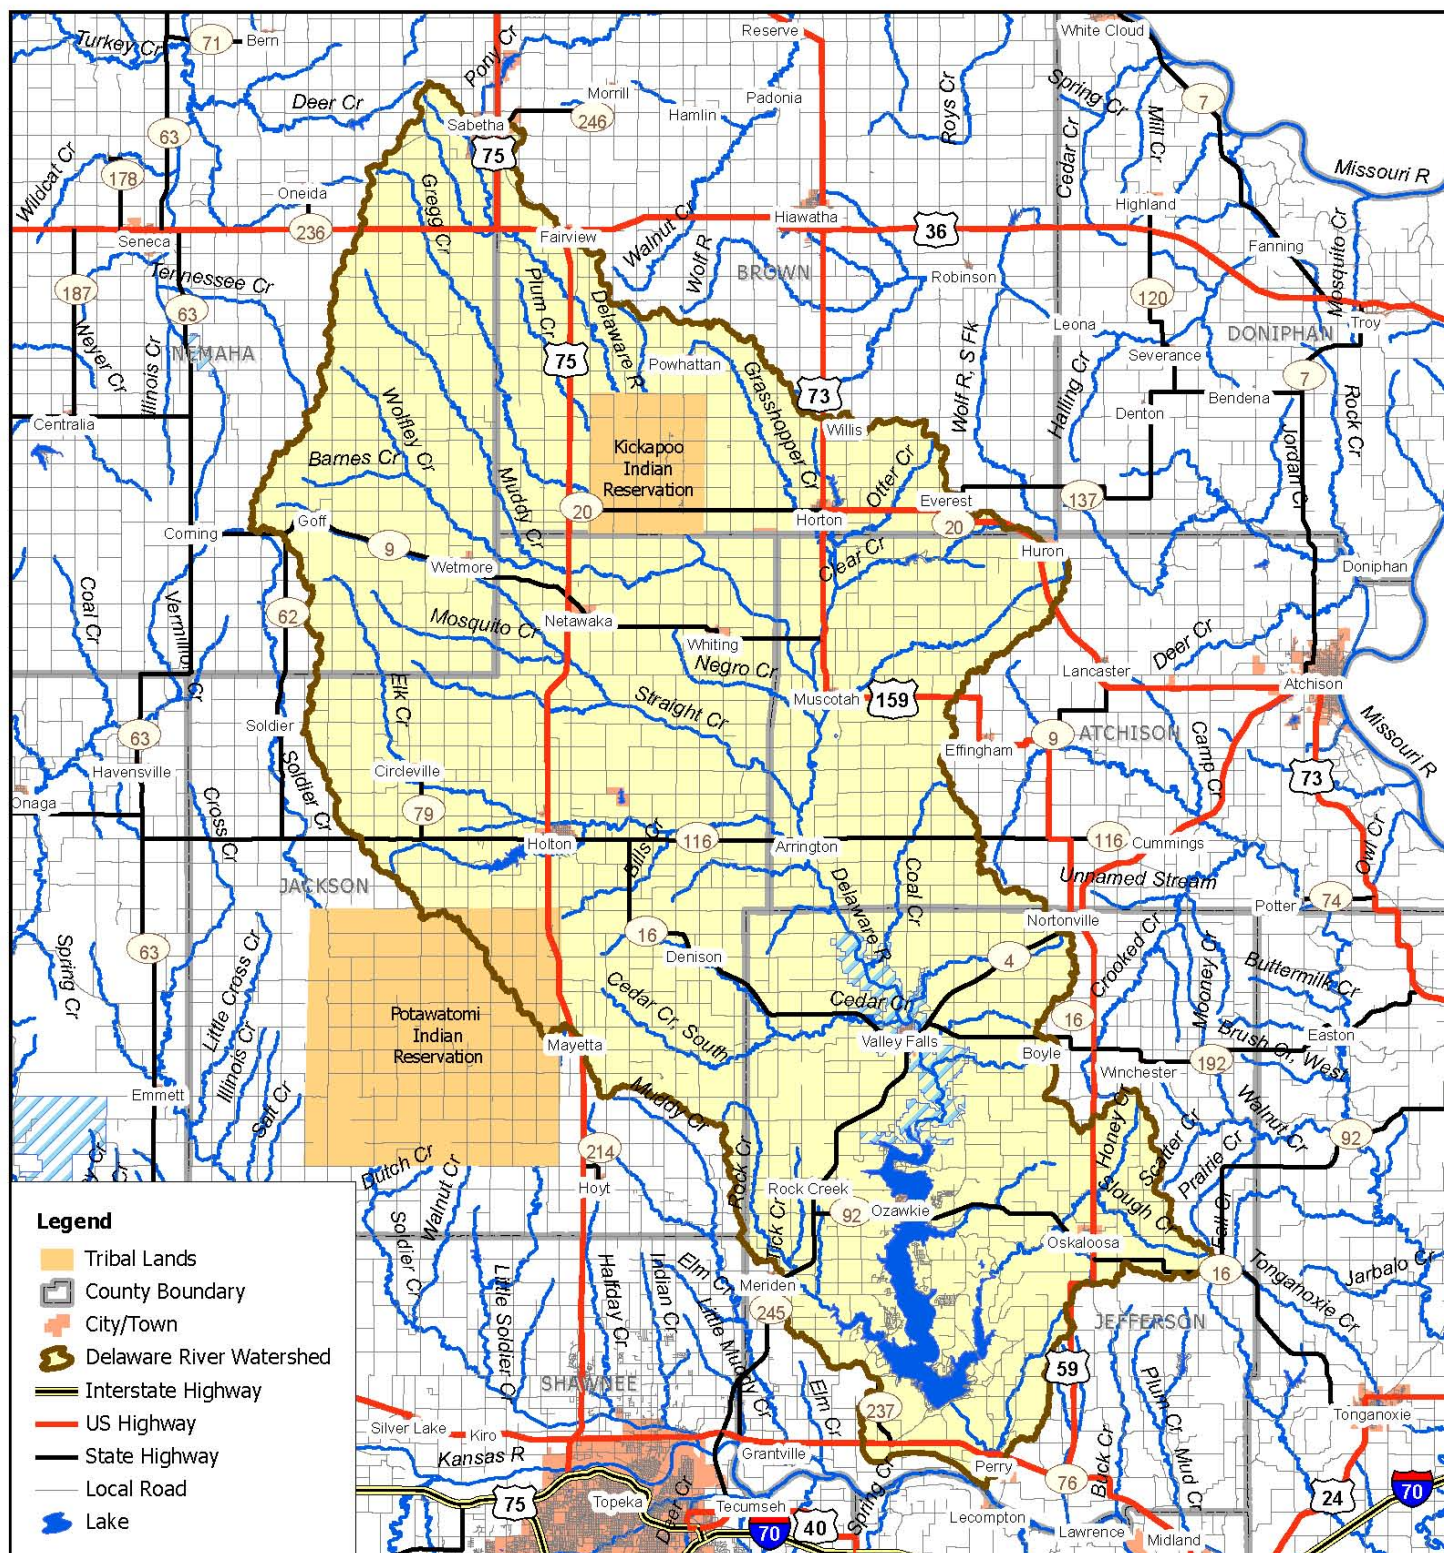 Turkey Cr
71
Bern
Pony Cr
Reserve
White Cloud
Deer Cr
Morrill
246
Hamlin
Padonia
Roys Cr
Spring Cr
Mill Cr
7
63
Sabetha
75
Cedar Cr
Missouri R
Wildcat Cr
178
Oneida
236
Gregg Cr
Hiawatha
Highland
Seneca
Fairview
Walnut Cr
Wolf R
36
Fanning
Mosquito Cr
Tennessee Cr
BROWN
Robinson
187
63
Plum Cr
Delaware R
120
Leona
Troy
DONIPHAN
NEMAHA
Weyer Cr
Illinois Cr
75
Powhattan
Grasshopper Cr
73
Wolf R, S Fk
Severance
Halling Cr
7
Rock Cr
Wolfley Cr
Centralia
Denton
Bendena
Jordan Cr
Willis
Kickapoo
Indian
Reservation
Barnes Cr
Otter Cr
Muddy Cr
Everest
137
20
Horton
20
Goff
Corning
9
Huron
Clear Cr
Wetmore
Doniphan
Coal Cr
Vermillion Cr
62
Mosquito Cr
Netawaka
Whiting
Deer Cr
Negro Cr
Lancaster
Elk Cr
Muscotah
159
Atchison
Straight Cr
Soldier
63
Effingham
9
ATCHISON
Camp Cr
Missouri R
Havensville
Circleville
Soldier Cr
73
Onaga
Cross Cr
79
Holton
Bills Cr
116
Arrington
116
Cummings
Owl Cr
JACKSON
Delaware R
Coal Cr
Unnamed Stream
Potter
74
Nortonville
16
Denison
4
Crooked Cr
Mooney Cr
63
Spring Cr
Little Cross Cr
Buttermilk Cr
Cedar Cr, South
Cedar Cr
16
Potawatomi
Indian
Reservation
Mayetta
Valley Falls
Boyle
Easton
Brush Cr, West
Winchester
192
Illinois Cr
Salt Cr
Emmett
Muddy Cr
Honey Cr
Walnut Cr
92
Scatter Cr
Prairie Cr
Dutch Cr
214
Rock Cr
Walnut Cr
Hoyt
Rock Creek
92
Ozawkie
Slough Cr
Fall Cr
Soldier Cr
Tick Cr
Oskaloosa
Elm Cr
16
Tonganoxie Cr
Jarbalo Cr
Little Soldier Cr
Halfday Cr
Indian Cr
Little Muddy Cr
Meriden
245
JEFFERSON
59
SHAWNEE
Elm Cr
237
Plum Cr
Silver Lake
Kiro
Tonganoxie
Kansas R
Grantville
Perry
76
Buck Cr
Mud Cr
75
Topeka
Deer Cr
Tecumseh
70
40
Spring Cr
Lecompton
Lawrence
Midland
24
70
Legend
Tribal Lands
County Boundary
City/Town
Delaware River Watershed
Interstate Highway
US Highway
State Highway
Local Road
Lake